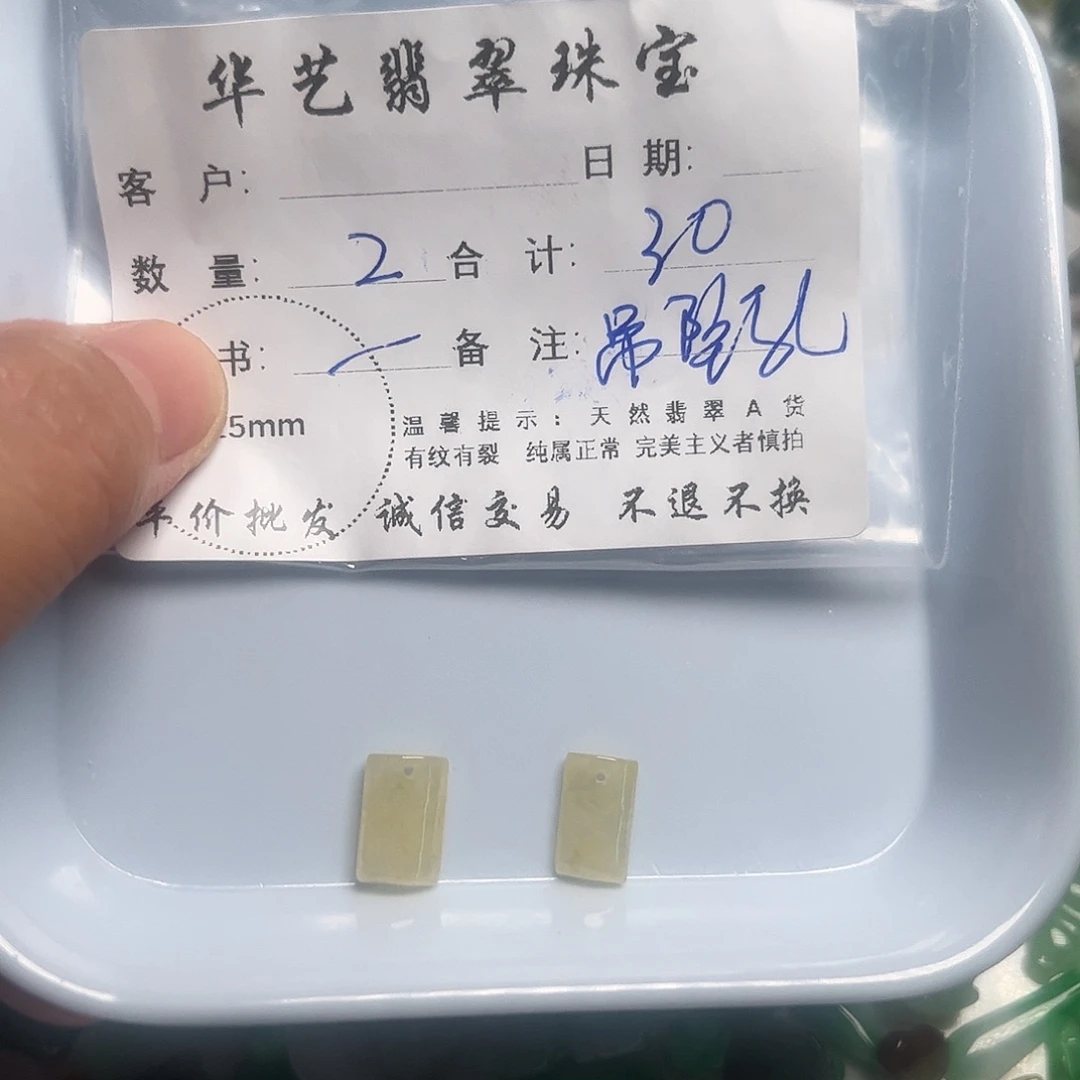 华艺翡翠珠宝
客户: 日期:
数量: 2 合计: 30
书: 一 备注: 吊坠孔
5mm
温馨提示: 天然翡翠A货
有纹有裂 纯属正常 完美主义者慎拍
价批发 诚信交易 不退不换